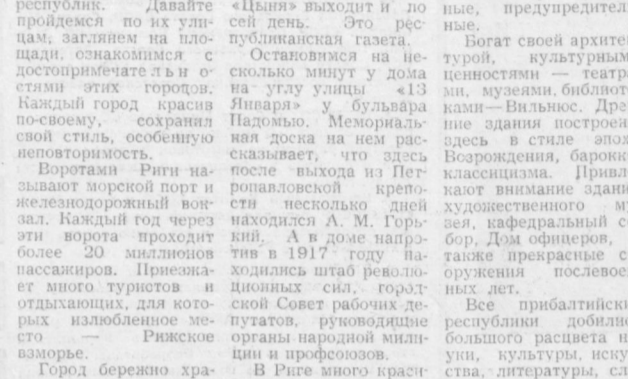 республик. Давайте
пройдемся по их ули-
цам, заглянем на пло-
щади, ознакомимся с
достопримечательн о-
стями этих городов.
Каждый город красив
по-своему, сохранил
свой стиль, особенную
неповторимость.
Воротами Риги на-
зывают морской порт и
железнодорожный вок-
зал. Каждый год через
эти ворота проходит
более 20 миллионов
пассажиров. Приезжа-
ет много туристов и
отдыхающих, для кото-
рых излюбленное ме-
сто — Рижское
взморье.
Город бережно хра-
«Цыня» выходит и по
сей день. Это рес-
публиканская газета.
Остановимся на не-
сколько минут у дома
на углу улицы «13
Января» у бульвара
Падомью. Мемориаль-
ная доска на нем рас-
сказывает, что здесь
после выхода из Пет-
ропавловской крепо-
сти несколько дней
находился А. М. Горь-
кий. А в доме напро-
тив в 1917 году на-
ходились штаб револю-
ционных сил, город-
ской Совет рабочих де-
путатов, руководящие
органы народной мили-
ции и профсоюзов.
В Риге много краси-
ные, предупредител
ные.
Богат своей архите
турой, культурным
ценностями — театр
ми, музеями, библиот
ками—Вильнюс. Дре
ние здания построен
здесь в стиле эпох
Возрождения, барокк
классицизма. Привл
кают внимание здани
художественного му
зея, кафедральный с
бор, Дом офицеров,
также прекрасные с
оружения послевое
ных лет.
Все прибалтийски
республики добили
большого расцвета н
уки, культуры, иску
ства, литературы, сл